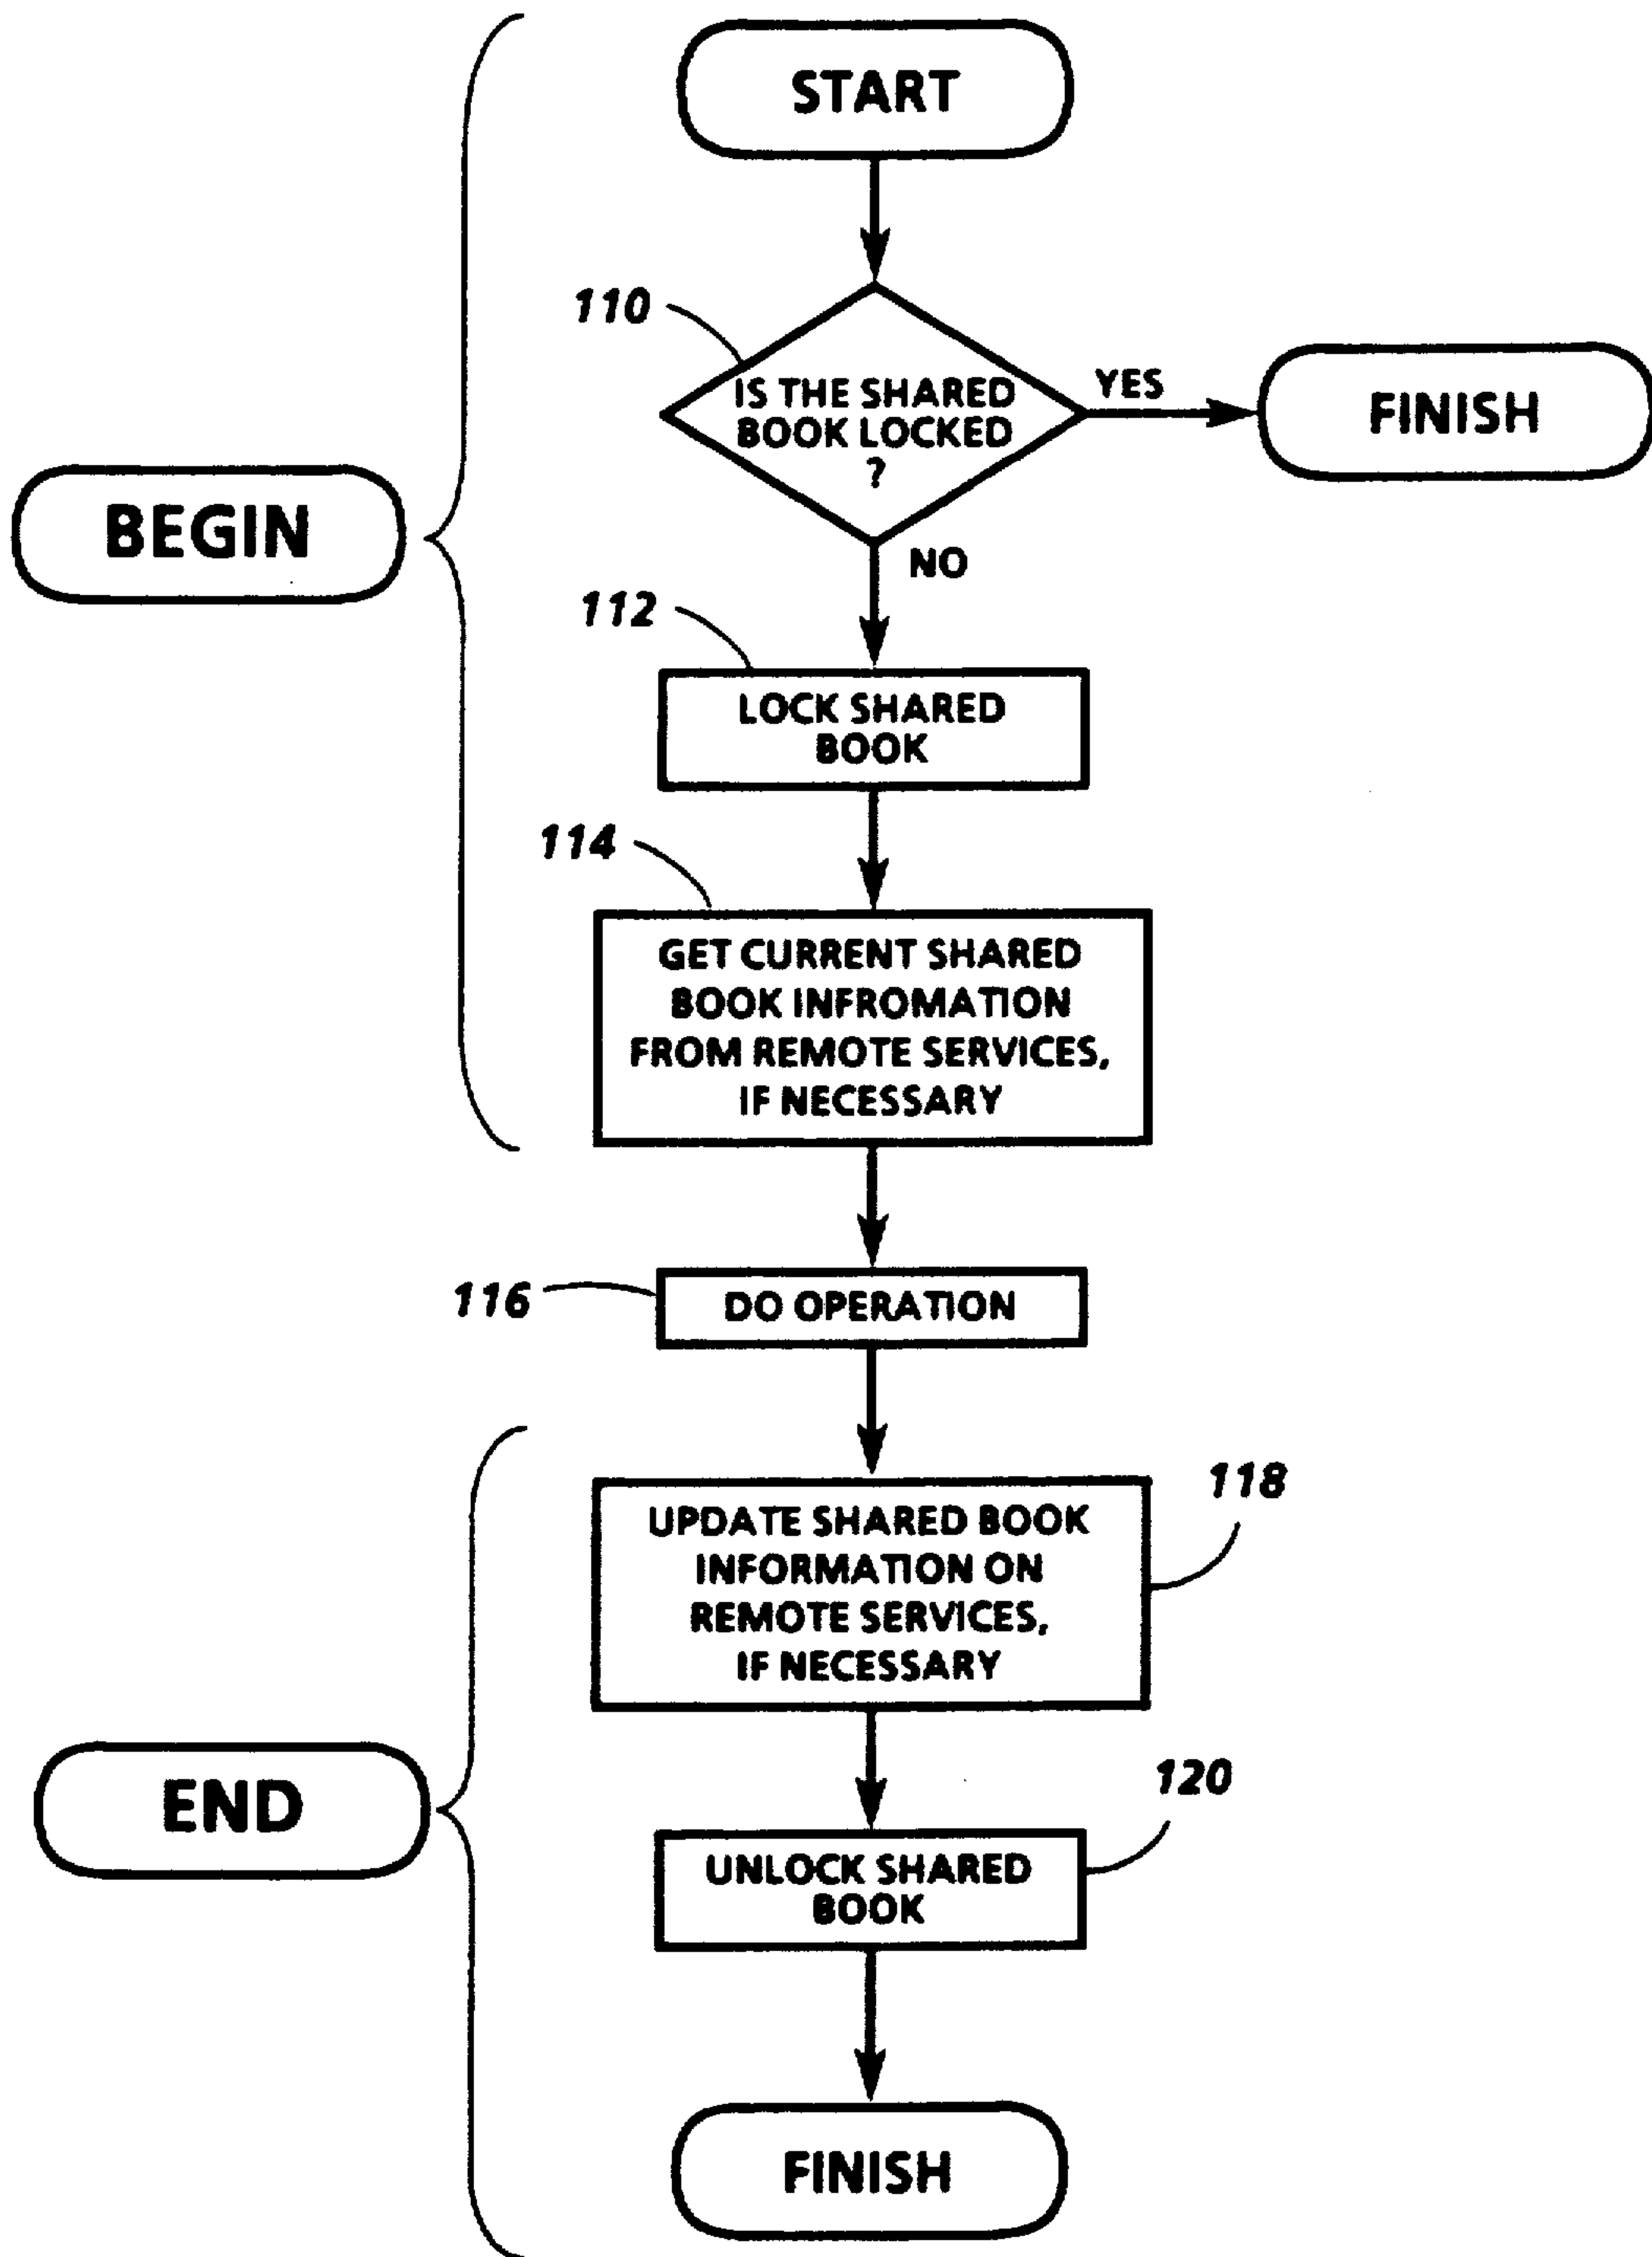 START
110
IS THE SHARED
BOOK LOCKED
?
YES
FINISH
BEGIN
NO
112
LOCK SHARED
BOOK
114
GET CURRENT SHARED
BOOK INFROMATION
FROM REMOTE SERVICES,
IF NECESSARY
116
DO OPERATION
118
UPDATE SHARED BOOK
INFORMATION ON
REMOTE SERVICES,
IF NECESSARY
END
120
UNLOCK SHARED
BOOK
FINISH